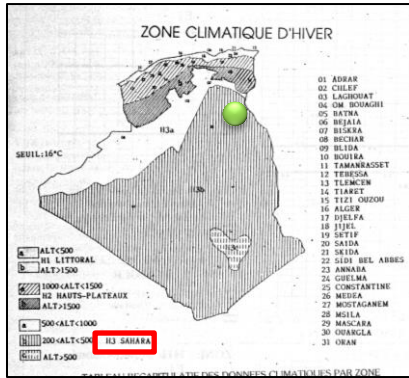 ZONE CLIMATIQUE D'HIVER
01 ADRAR
02 CHLEF
03 LAGHOUAT
04 OM BOUAGHI
05 BATNA
06 BEJAIA
07 BISKRA
08 BECHAR
09 BLIDA
10 BOUIRA
11 TAMANRASSET
12 TEBESSA
13 TLEMCEN
14 TIARET
15 TIZI OUZOU
16 ALGER
17 DJELFA
18 JIJEL
19 SETIF
20 SAIDA
21 SKIDA
22 SIDI BEL ABBES
23 ANNABA
24 GUELMA
25 CONSTANTINE
26 MEDEA
27 MOSTAGANEM
28 MSILA
29 MASCARA
30 OUARGLA
31 ORAN
H3a
SEUIL:16°C
H3b
H3c
a ALT<500
H1 LITTORAL
b ALT>1500
a 1000<ALT<1500
H2 HAUTS-PLATEAUX
b ALT>1500
a 500<ALT<1000
b 200<ALT<500 H3 SAHARA
c ALT>500
TABLEAU RECAPITULATIF DES DONNEES CLIMATIQUES PAR ZONE